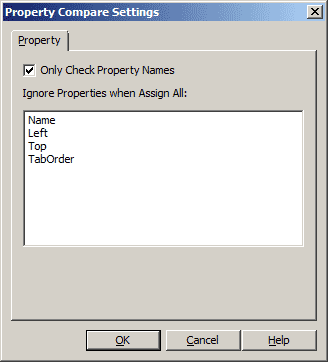 Property Compare Settings
Property
Only Check Property Names
Ignore Properties when Assign All:
Name
Left
Top
TabOrder
OK Cancel Help